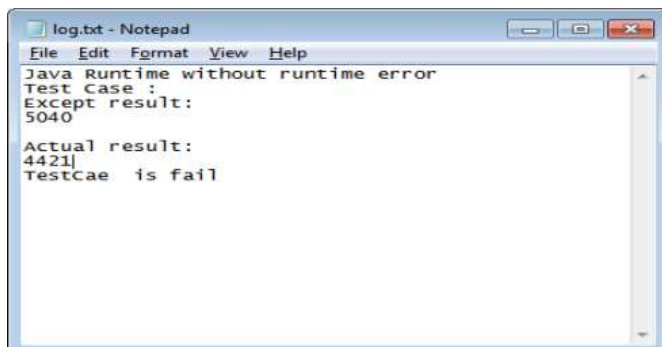 log.txt - Notepad
File Edit Format View Help
Java Runtime without runtime error
Test Case :
Except result:
5040
Actual result:
4421
TestCae is fail